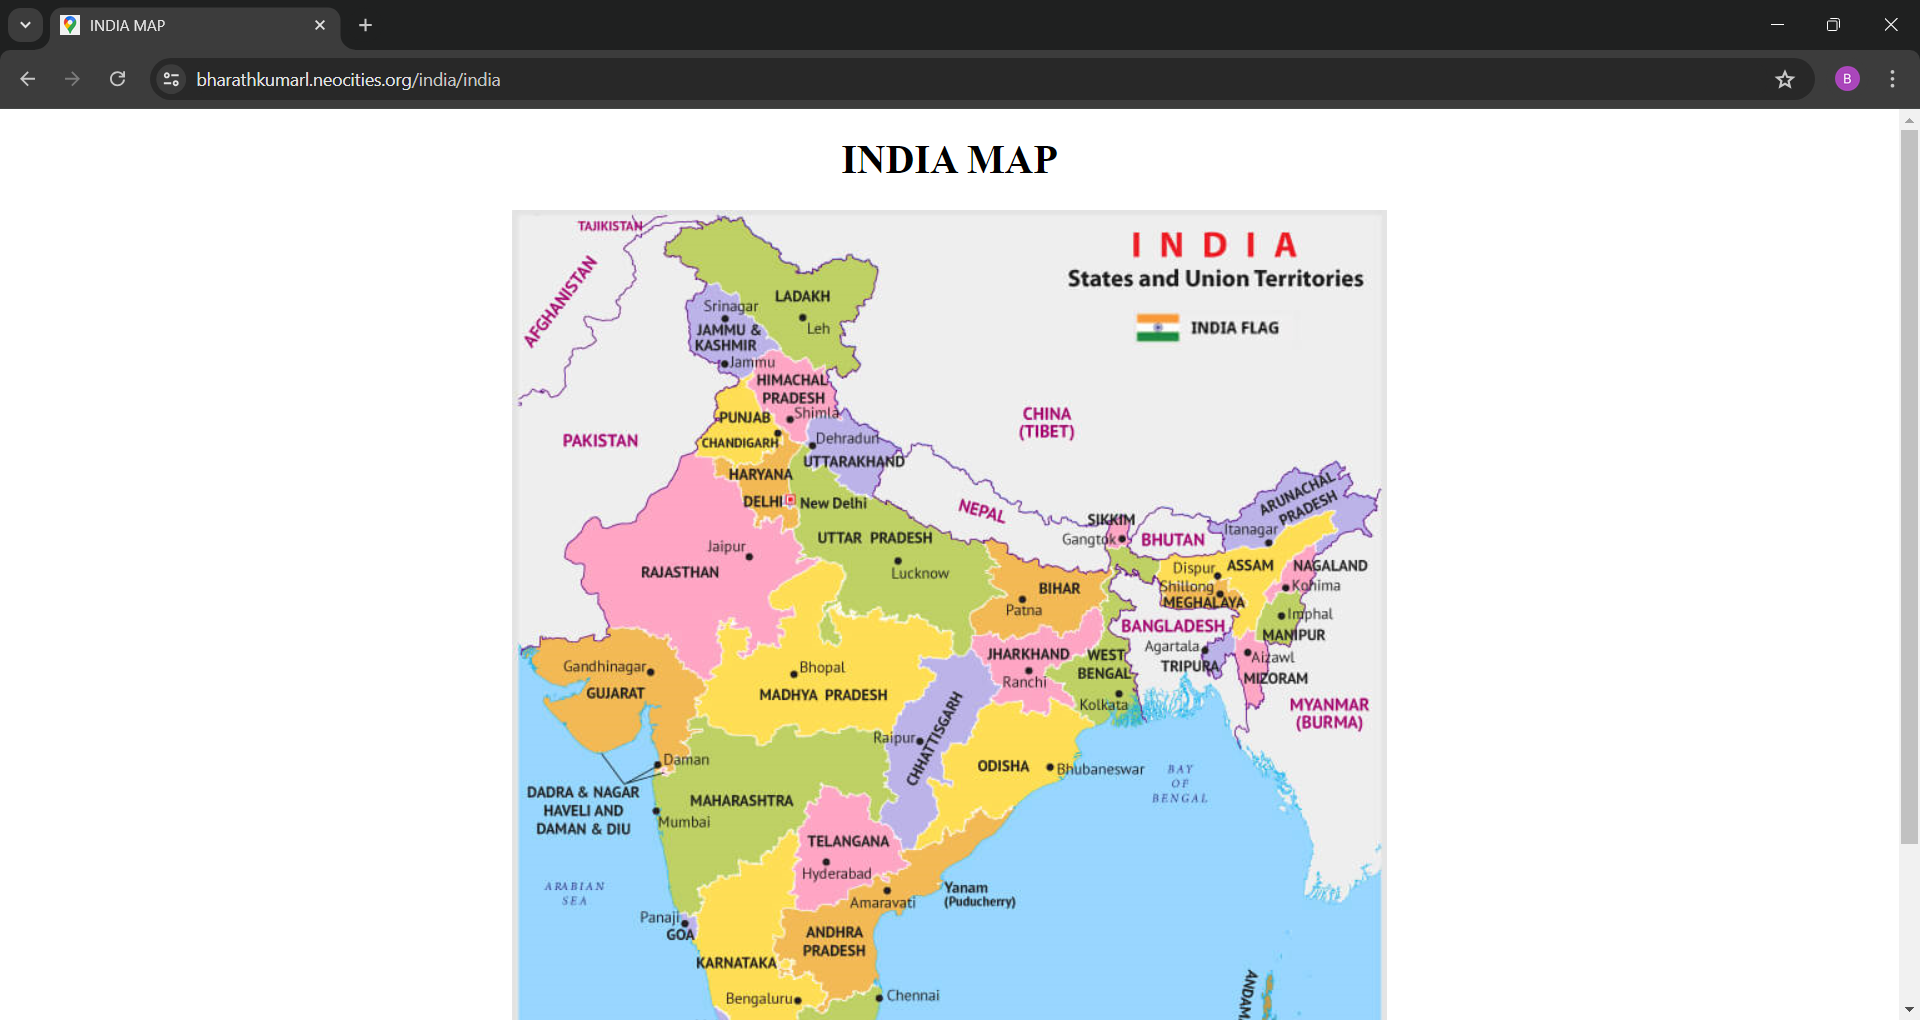 INDIA MAP
bharathkumarl.neocities.org/india/india
B
INDIA MAP
TAJIKISTAN
AFGHANISTAN
INDIA
States and Union Territories
INDIA FLAG
LADAKH
Leh
Srinagar
JAMMU &
KASHMIR
Jammu
HIMACHAL
PRADESH
Shimla
PUNJAB
CHANDIGARH
Dehradun
UTTARAKHAND
PAKISTAN
CHINA
(TIBET)
HARYANA
DELHI
New Delhi
NEPAL
SIKKIM
Gangtok
BHUTAN
ARUNACHAL
PRADESH
Itanagar
Jaipur
RAJASTHAN
UTTAR PRADESH
Lucknow
BIHAR
Patna
Dispur
ASSAM
NAGALAND
Kohima
Shillong
MEGHALAYA
Imphal
MANIPUR
BANGLADESH
Agartala
TRIPURA
Aizawl
MIZORAM
MYANMAR
(BURMA)
Gandhinagar
GUJARAT
Bhopal
MADHYA PRADESH
JHARKHAND
Ranchi
WEST
BENGAL
Kolkata
CHHATTISGARH
Raipur
ODISHA
Bhubaneswar
BAY
OF
BENGAL
Daman
DADRA & NAGAR
HAVELI AND
DAMAN & DIU
MAHARASHTRA
Mumbai
TELANGANA
Hyderabad
ARABIAN
SEA
Amaravati
Yanam
(Puducherry)
Panaji
GOA
ANDHRA
PRADESH
KARNATAKA
Bengaluru
Chennai